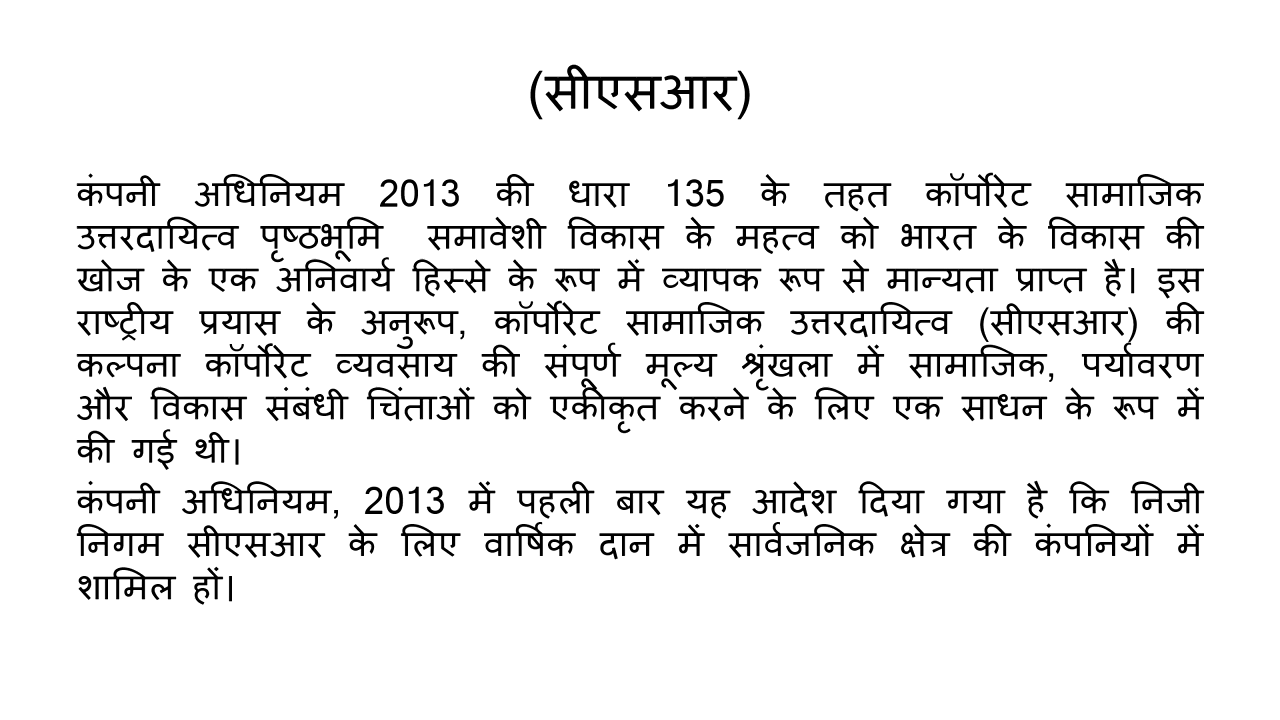 (सीएसआर)
कंपनी अधिनियम 2013 की धारा 135 के तहत कॉर्पोरेट सामाजिक
उत्तरदायित्व पृष्ठभूमि समावेशी विकास के महत्व को भारत के विकास की
खोज के एक अनिवार्य हिस्से के रूप में व्यापक रूप से मान्यता प्राप्त है। इस
राष्ट्रीय प्रयास के अनुरूप, कॉर्पोरेट सामाजिक उत्तरदायित्व (सीएसआर) की
कल्पना कॉर्पोरेट व्यवसाय की संपूर्ण मूल्य श्रृंखला में सामाजिक, पर्यावरण
और विकास संबंधी चिंताओं को एकीकृत करने के लिए एक साधन के रूप में
की गई थी।
कंपनी अधिनियम, 2013 में पहली बार यह आदेश दिया गया है कि निजी
निगम सीएसआर के लिए वार्षिक दान में सार्वजनिक क्षेत्र की कंपनियों में
शामिल हों।